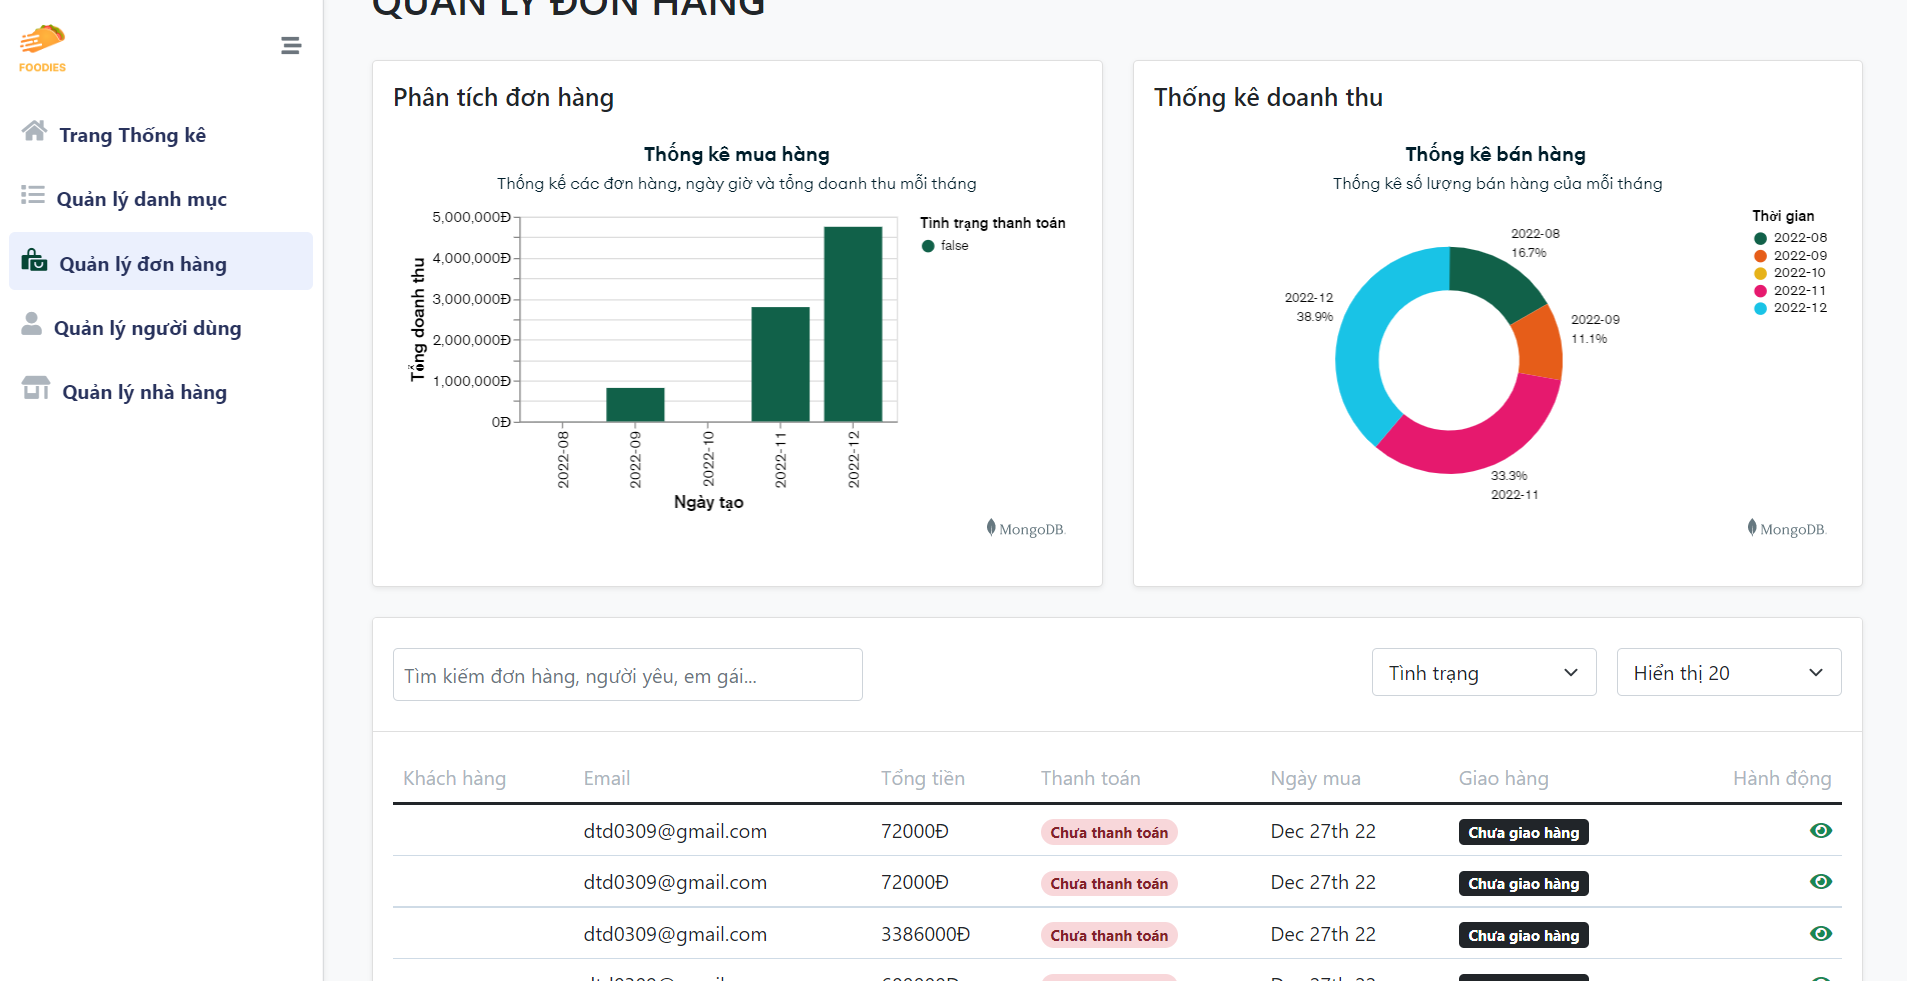 QUẢN LÝ ĐƠN HÀNG
FOODIES
Trang Thống kê
Quản lý danh mục
Quản lý đơn hàng
Quản lý người dùng
Quản lý nhà hàng
Phân tích đơn hàng
Thống kê mua hàng
Thống kế các đơn hàng, ngày giờ và tổng doanh thu mỗi tháng
Tổng doanh thu
5,000,000Đ
4,000,000Đ
3,000,000Đ
2,000,000Đ
1,000,000Đ
0Đ
2022-08
2022-09
2022-10
2022-11
2022-12
Ngày tạo
Tình trạng thanh toán
false
MongoDB.
Thống kê doanh thu
Thống kê bán hàng
Thống kê số lượng bán hàng của mỗi tháng
2022-08
16.7%
2022-09
11.1%
33.3%
2022-11
2022-12
38.9%
Thời gian
2022-08
2022-09
2022-10
2022-11
2022-12
MongoDB.
Tìm kiếm đơn hàng, người yêu, em gái...
Tình trạng
Hiển thị 20
Khách hàng Email Tổng tiền Thanh toán Ngày mua Giao hàng Hành động
dtd0309@gmail.com 72000Đ Chưa thanh toán Dec 27th 22 Chưa giao hàng
dtd0309@gmail.com 72000Đ Chưa thanh toán Dec 27th 22 Chưa giao hàng
dtd0309@gmail.com 3386000Đ Chưa thanh toán Dec 27th 22 Chưa giao hàng